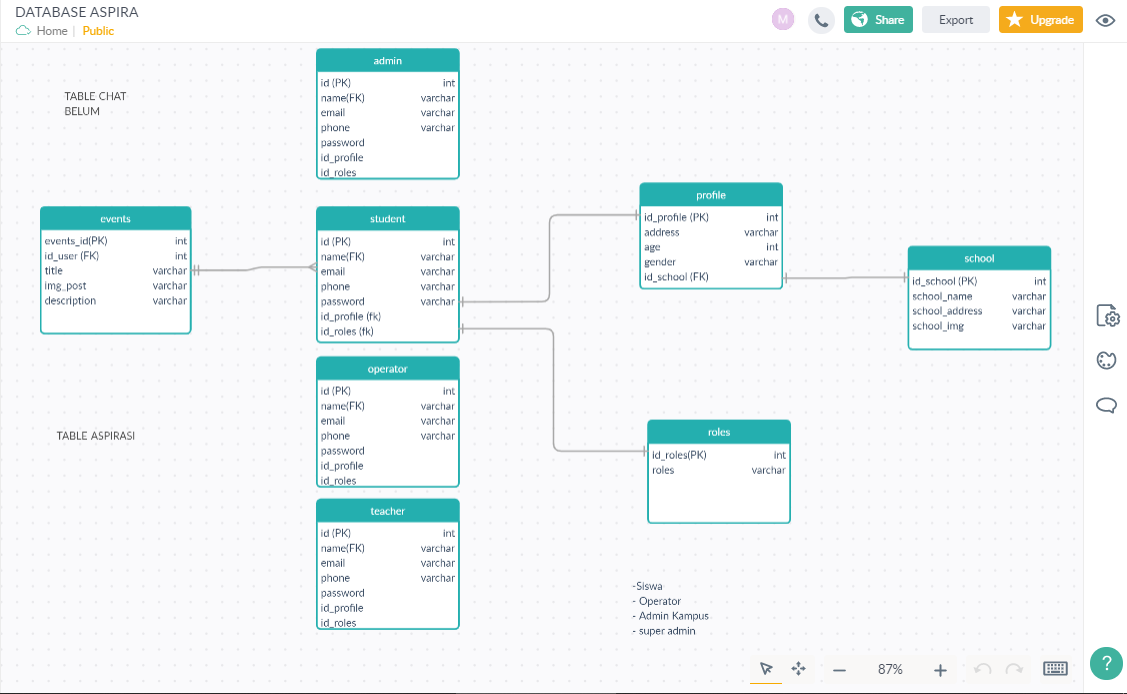 DATABASE ASPIRA
Home | Public
M
Share
Export
Upgrade
TABLE CHAT
BELUM
admin
id (PK) int
name(FK) varchar
email varchar
phone varchar
password
id_profile
id_roles
events
events_id(PK) int
id_user (FK) int
title varchar
img_post varchar
description varchar
student
id (PK) int
name(FK) varchar
email varchar
phone varchar
password varchar
id_profile (fk)
id_roles (fk)
profile
id_profile (PK) int
address varchar
age int
gender varchar
id_school (FK)
school
id_school (PK) int
school_name varchar
school_address varchar
school_img varchar
operator
id (PK) int
name(FK) varchar
email varchar
phone varchar
password
id_profile
id_roles
TABLE ASPIRASI
roles
id_roles(PK) int
roles varchar
teacher
id (PK) int
name(FK) varchar
email varchar
phone varchar
password
id_profile
id_roles
-Siswa
- Operator
- Admin Kampus
- super admin
87%
?